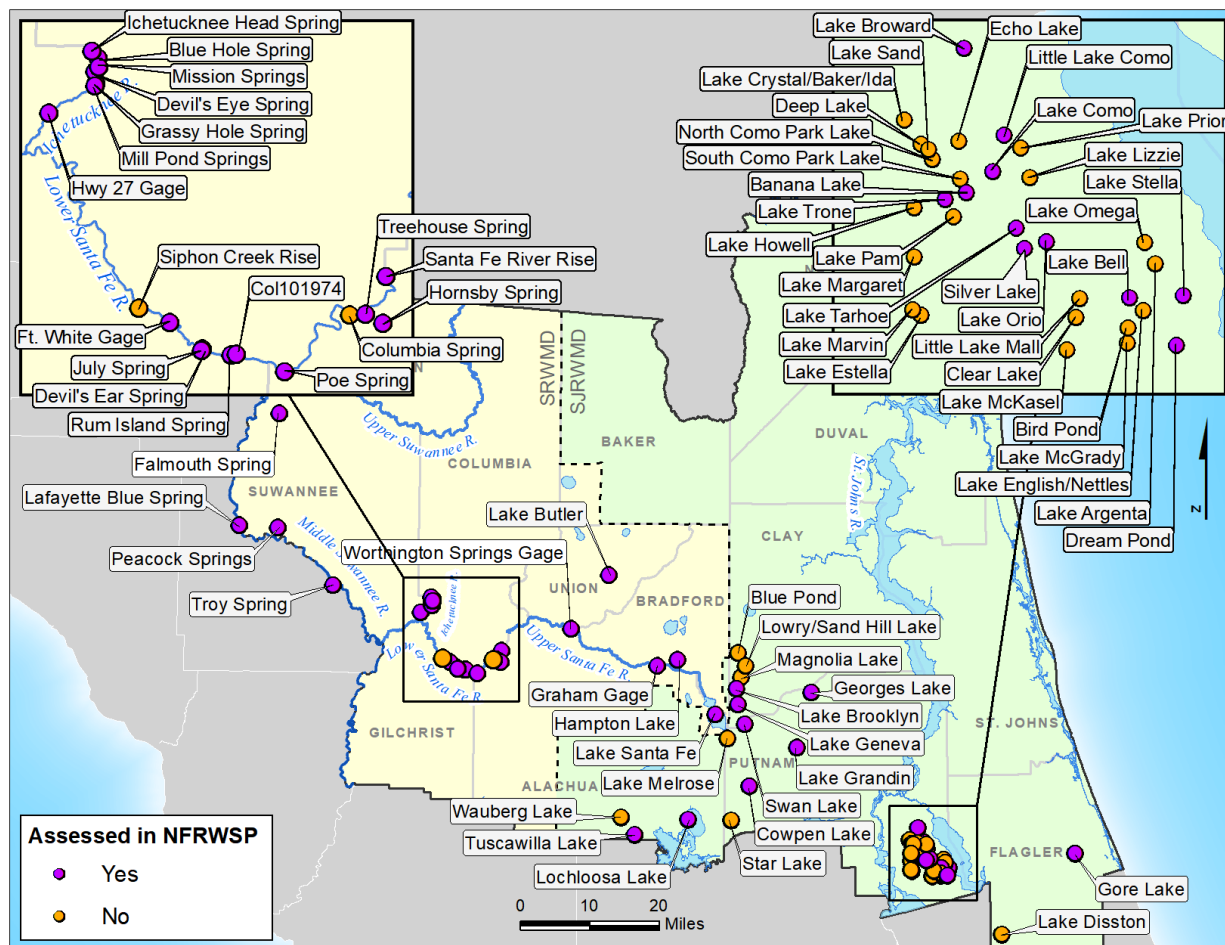 Ichetucknee Head Spring
Blue Hole Spring
Mission Springs
Devil's Eye Spring
Grassy Hole Spring
Mill Pond Springs
Hwy 27 Gage
Ichetucknee R.
Lower Santa Fe R.
Siphon Creek Rise
Ft. White Gage
July Spring
Devil's Ear Spring
Rum Island Spring
Col101974
Poe Spring
Treehouse Spring
Santa Fe River Rise
Hornsby Spring
Columbia Spring
Lake Broward
Echo Lake
Lake Sand
Little Lake Como
Lake Crystal/Baker/Ida
Deep Lake
Lake Como
Lake Prior
North Como Park Lake
South Como Park Lake
Lake Lizzie
Banana Lake
Lake Stella
Lake Trone
Lake Omega
Lake Howell
Lake Pam
Lake Bell
Lake Margaret
Silver Lake
Lake Tarhoe
Lake Orio
Lake Marvin
Little Lake Mall
Lake Estella
Clear Lake
Lake McKasel
Bird Pond
Lake McGrady
Lake English/Nettles
Lake Argenta
Dream Pond
N
SRWMD
SJRWMD
Falmouth Spring
Upper Suwannee R.
COLUMBIA
BAKER
DUVAL
St. Johns R.
SUWANNEE
Lafayette Blue Spring
Peacock Springs
Middle Suwannee R.
Troy Spring
Lake Butler
Worthington Springs Gage
UNION
CLAY
BRADFORD
Ichetucknee R.
Lower Santa Fe R.
Upper Santa Fe R.
Blue Pond
Lowry/Sand Hill Lake
Magnolia Lake
Georges Lake
Graham Gage
Hampton Lake
Lake Brooklyn
Lake Geneva
Lake Santa Fe
Lake Melrose
PUTNAM
Lake Grandin
ST. JOHNS
GILCHRIST
ALACHUA
Swan Lake
Wauberg Lake
Tuscawilla Lake
Cowpen Lake
Star Lake
Lochloosa Lake
FLAGLER
Gore Lake
Lake Disston
Assessed in NFRWSP
Yes
No
0 10 20
Miles